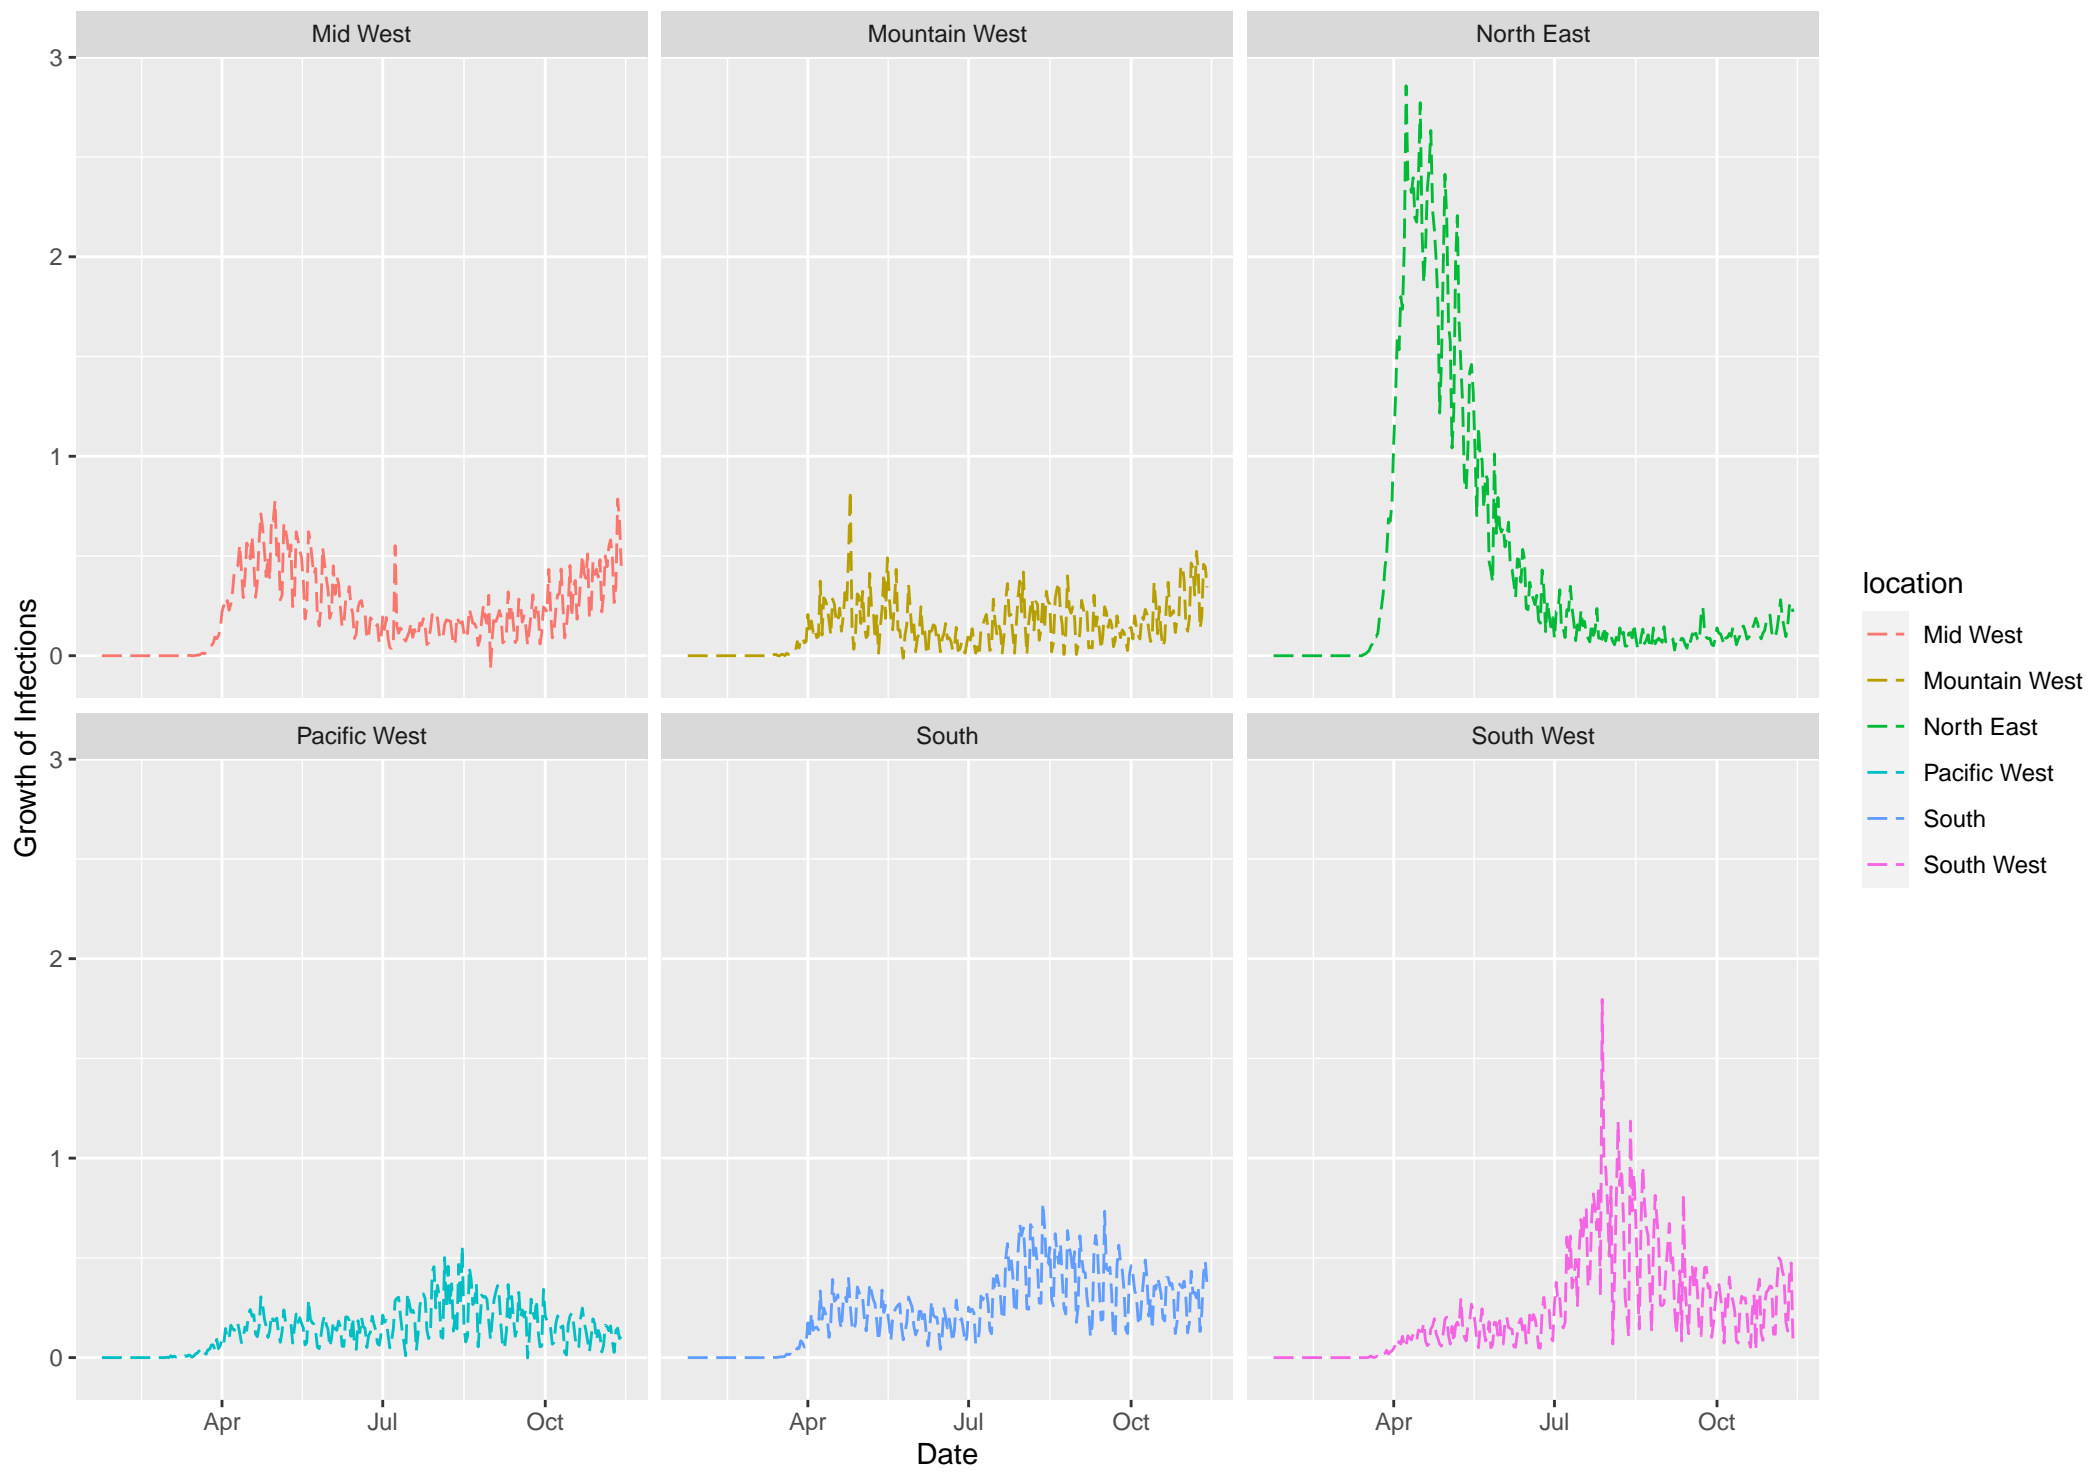 Mid West
Mountain West
North East
3
2
1
0
Pacific West
South
South West
3
2
1
0
Apr
Jul
Oct
Apr
Jul
Oct
Apr
Jul
Oct
Date
Growth of Infections
location
Mid West
Mountain West
North East
Pacific West
South
South West